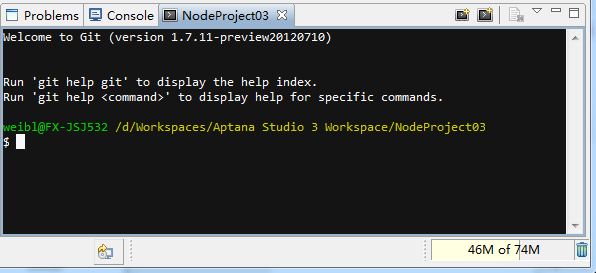 Problems Console NodeProject03
Welcome to Git (version 1.7.11-preview20120710)
Run 'git help git' to display the help index.
Run 'git help <command>' to display help for specific commands.
weibl@FX-JSJ532 /d/Workspaces/Aptana Studio 3 Workspace/NodeProject03
$
46M of 74M